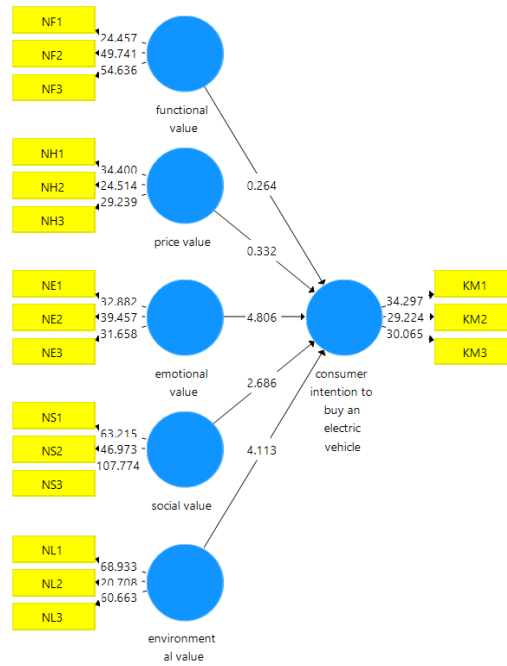 NF1
24.457
NF2
49.741
54.636
NF3
functional
value
0.264
NH1
34.400
NH2
24.514
29.239
NH3
price value
0.332
NE1
32.882
NE2
39.457
31.658
NE3
emotional
value
4.806
KM1
34.297
KM2
29.224
30.065
KM3
consumer
intention to
buy an
electric
vehicle
2.686
NS1
63.215
NS2
46.973
107.774
NS3
social value
4.113
NL1
68.933
NL2
20.708
60.663
NL3
environment
al value